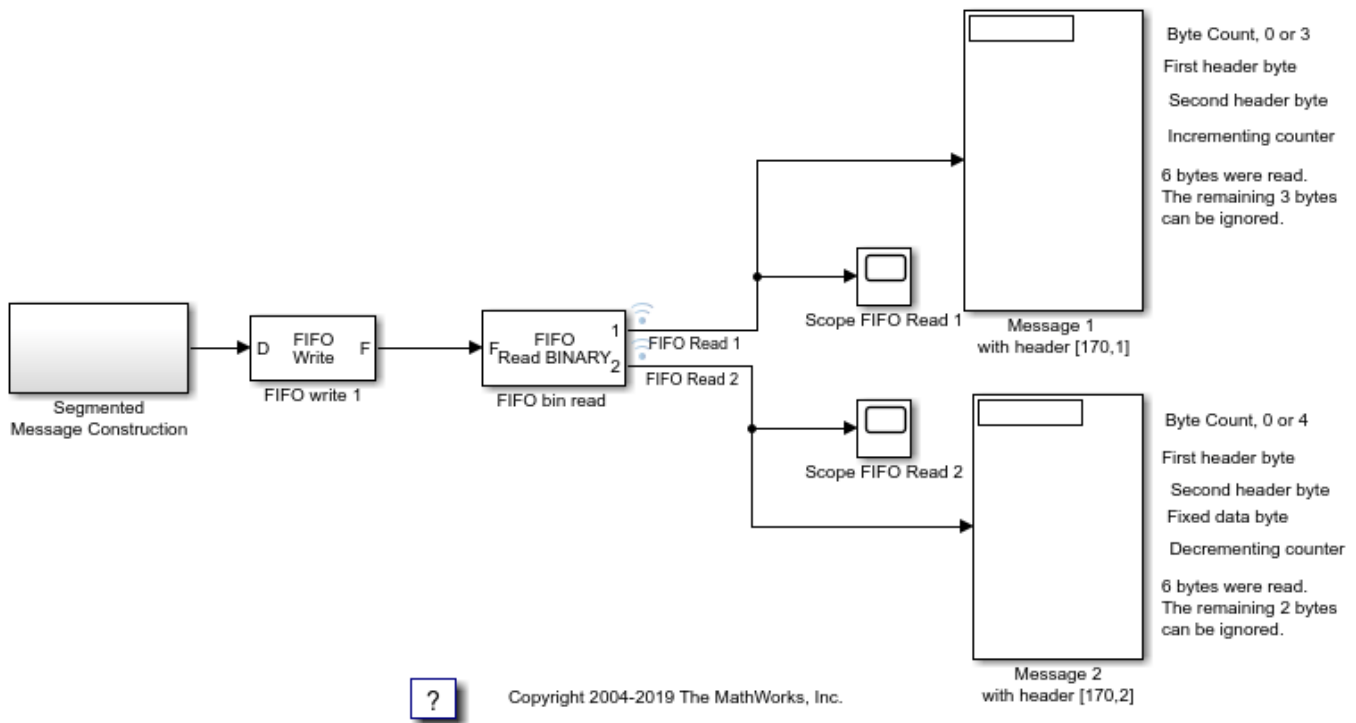 Byte Count, 0 or 3
First header byte
Second header byte
Incrementing counter
6 bytes were read.
The remaining 3 bytes
can be ignored.
Scope FIFO Read 1
Message 1
with header [170,1]
Segmented
Message Construction
D
FIFO
Write
F
FIFO write 1
F
FIFO
Read BINARY
1
2
FIFO bin read
FIFO Read 1
FIFO Read 2
Scope FIFO Read 2
Byte Count, 0 or 4
First header byte
Second header byte
Fixed data byte
Decrementing counter
6 bytes were read.
The remaining 2 bytes
can be ignored.
Message 2
with header [170,2]
?
Copyright 2004-2019 The MathWorks, Inc.